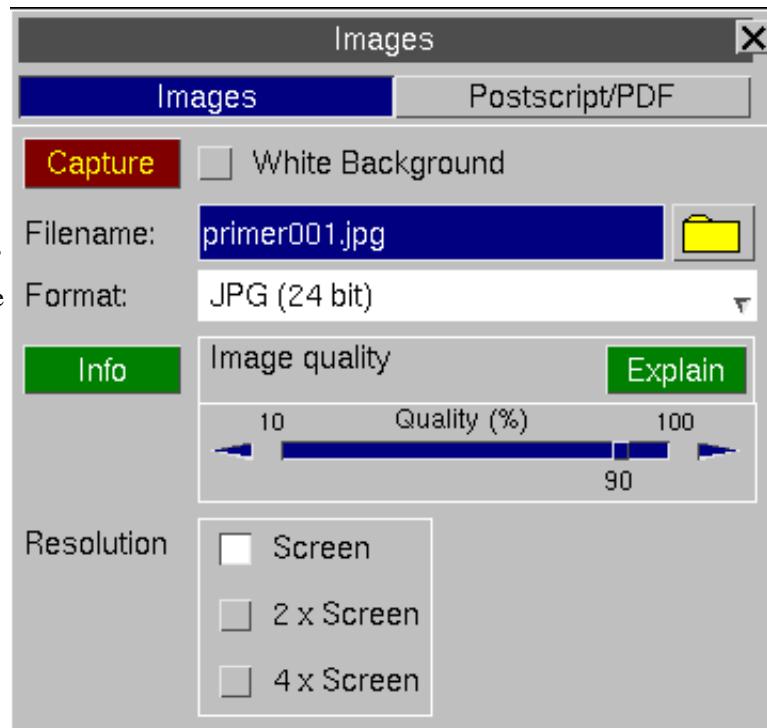 Images
Images Postscript/PDF
Capture White Background
Filename: primer001.jpg
e Format: JPG (24 bit)
Info Image quality Explain
10 Quality (%) 100
90
Resolution Screen
2 x Screen
4 x Screen